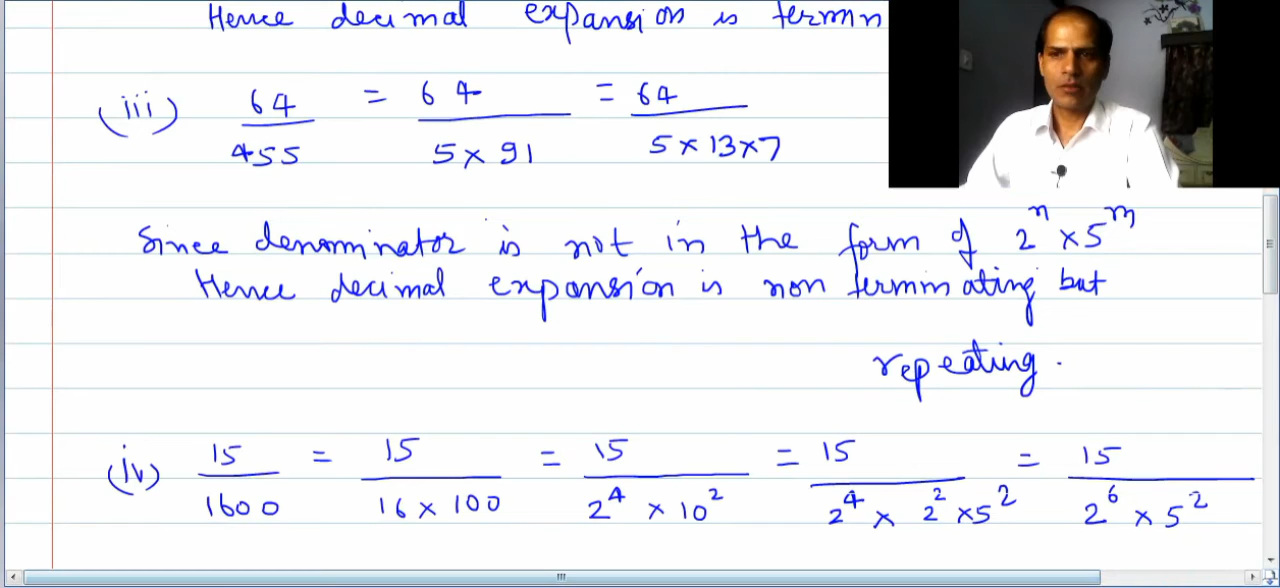 Hence decimal expansion is termin
(iii) 64/455 = 64/5 × 91 = 64/5 × 13 × 7
Since denominator is not in the form of 2^n × 5^m
Hence decimal expansion is non terminating but
repeating.
(iv) 15/1600 = 15/16 × 100 = 15/2^4 × 10^2 = 15/2^4 × 2^2 × 5^2 = 15/2^6 × 5^2